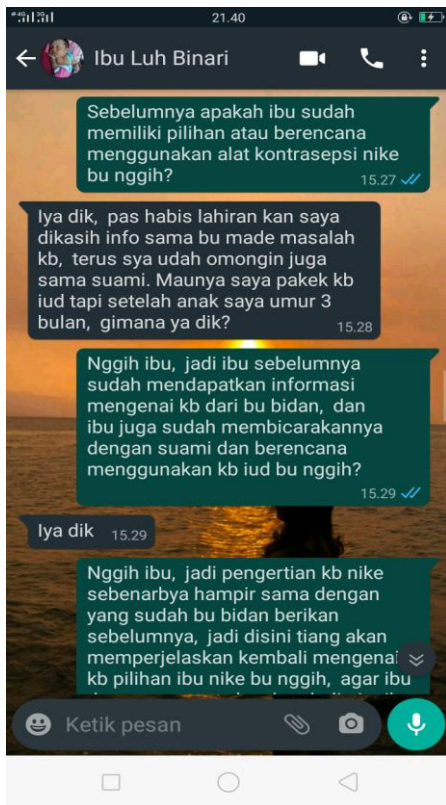 21.40
Ibu Luh Binari
Sebelumnya apakah ibu sudah
memiliki pilihan atau berencana
menggunakan alat kontrasepsi nike
bu nggih?
15.27
Iya dik, pas habis lahiran kan saya
dikasih info sama bu made masalah
kb, terus sya udah omongin juga
sama suami. Maunya saya pakek kb
iud tapi setelah anak saya umur 3
bulan, gimana ya dik?
15.28
Nggih ibu, jadi ibu sebelumnya
sudah mendapatkan informasi
mengenai kb dari bu bidan, dan
ibu juga sudah membicarakannya
dengan suami dan berencana
menggunakan kb iud bu nggih?
15.29
Iya dik 15.29
Nggih ibu, jadi pengertian kb nike
sebenarbya hampir sama dengan
yang sudah bu bidan berikan
sebelumnya, jadi disini tiang akan
memperjelaskan kembali mengenai
kb pilihan ibu nike bu nggih, agar ibu
Ketik pesan